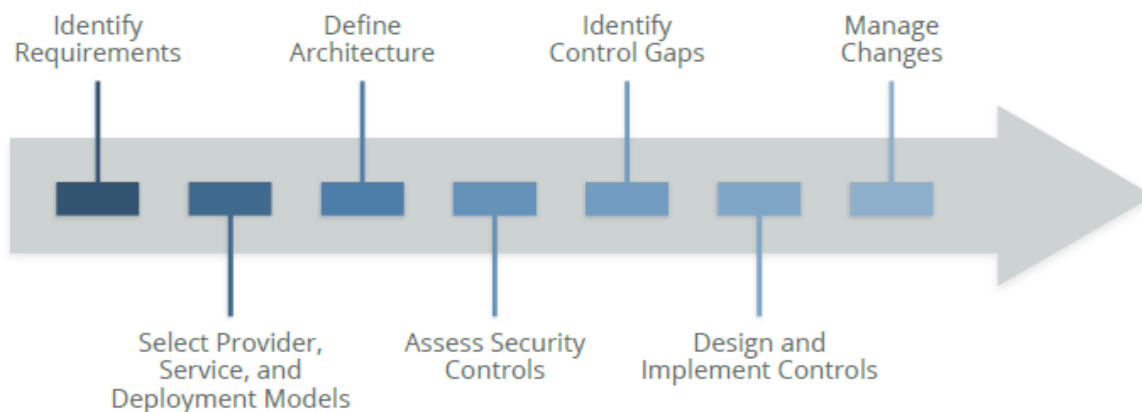 Identify
Requirements
Define
Architecture
Identify
Control Gaps
Manage
Changes
Select Provider,
Service, and
Deployment Models
Assess Security
Controls
Design and
Implement Controls